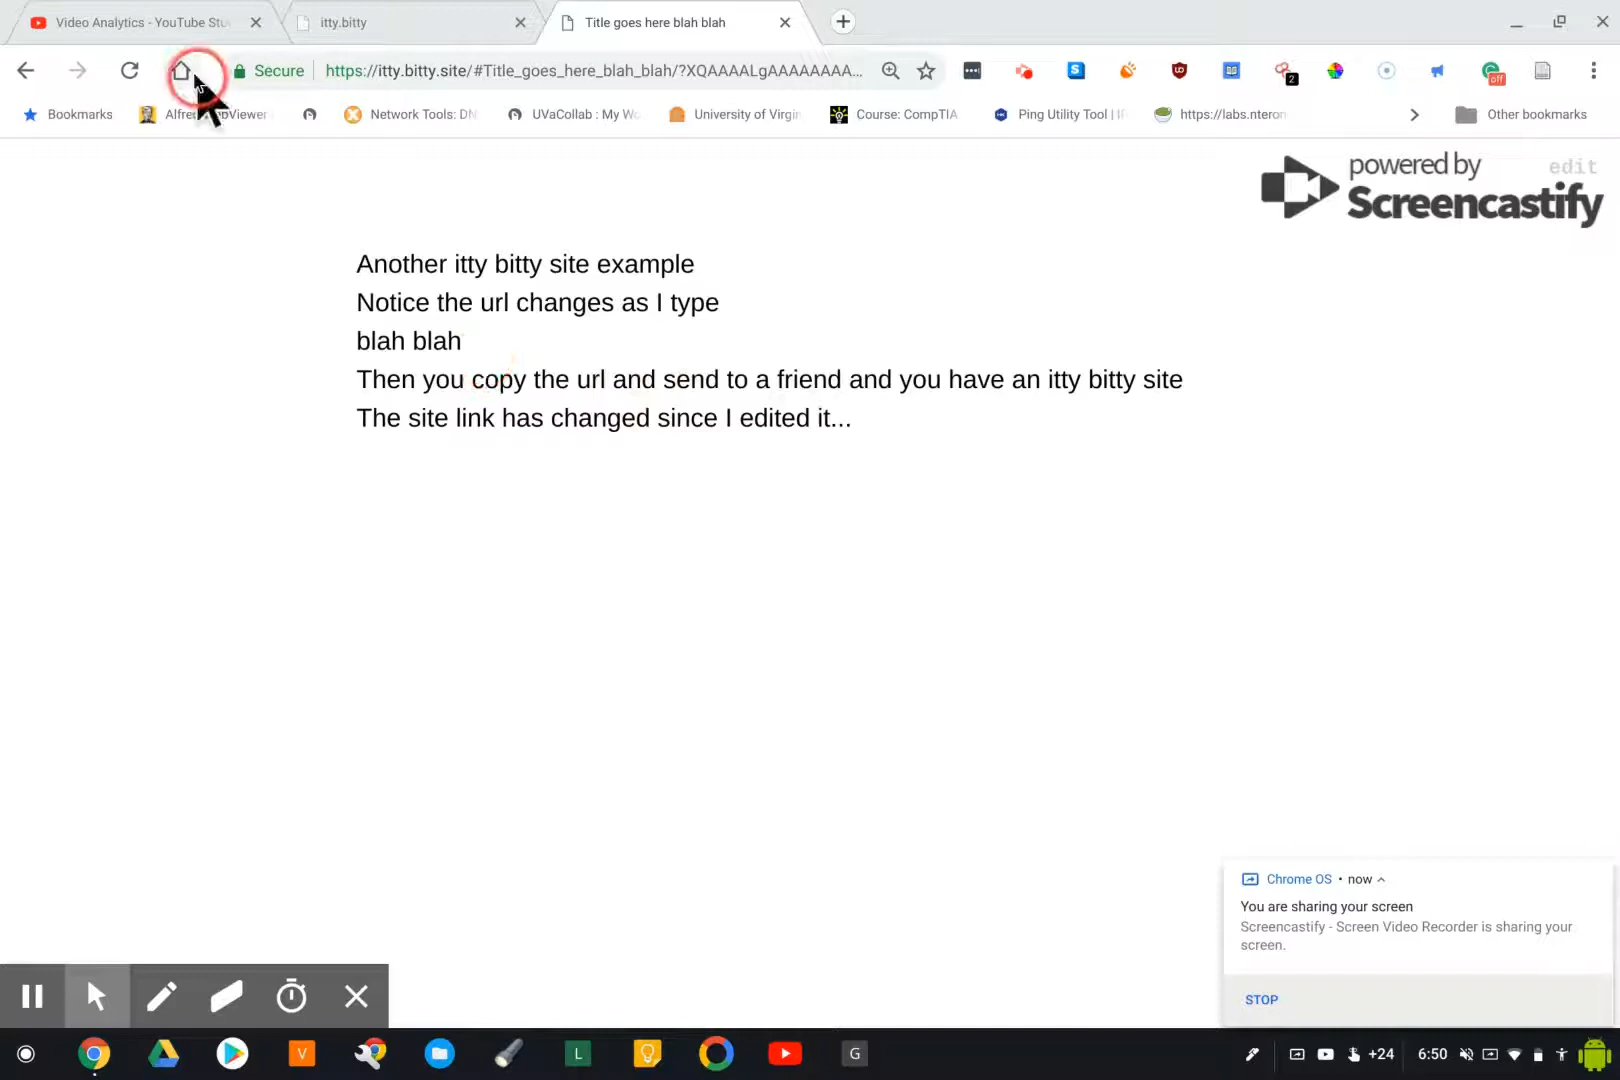 Video Analytics - YouTube Stu
itty.bitty
Title goes here blah blah
Secure
https://itty.bitty.site/#Title_goes_here_blah_blah/?XQAAAALgAAAAAAAA...
2
off
Bookmarks
Viewer
Network Tools: DN
UVaCollab : My Wo
University of Virgin
Course: CompTIA
Ping Utility Tool | IP
https://labs.nteron
Other bookmarks
powered by
Screencastify
edit
Another itty bitty site example
Notice the url changes as I type
blah blah
Then you copy the url and send to a friend and you have an itty bitty site
The site link has changed since I edited it...
Chrome OS • now
You are sharing your screen
Screencastify - Screen Video Recorder is sharing your
screen.
STOP
V
L
G
+24
6:50